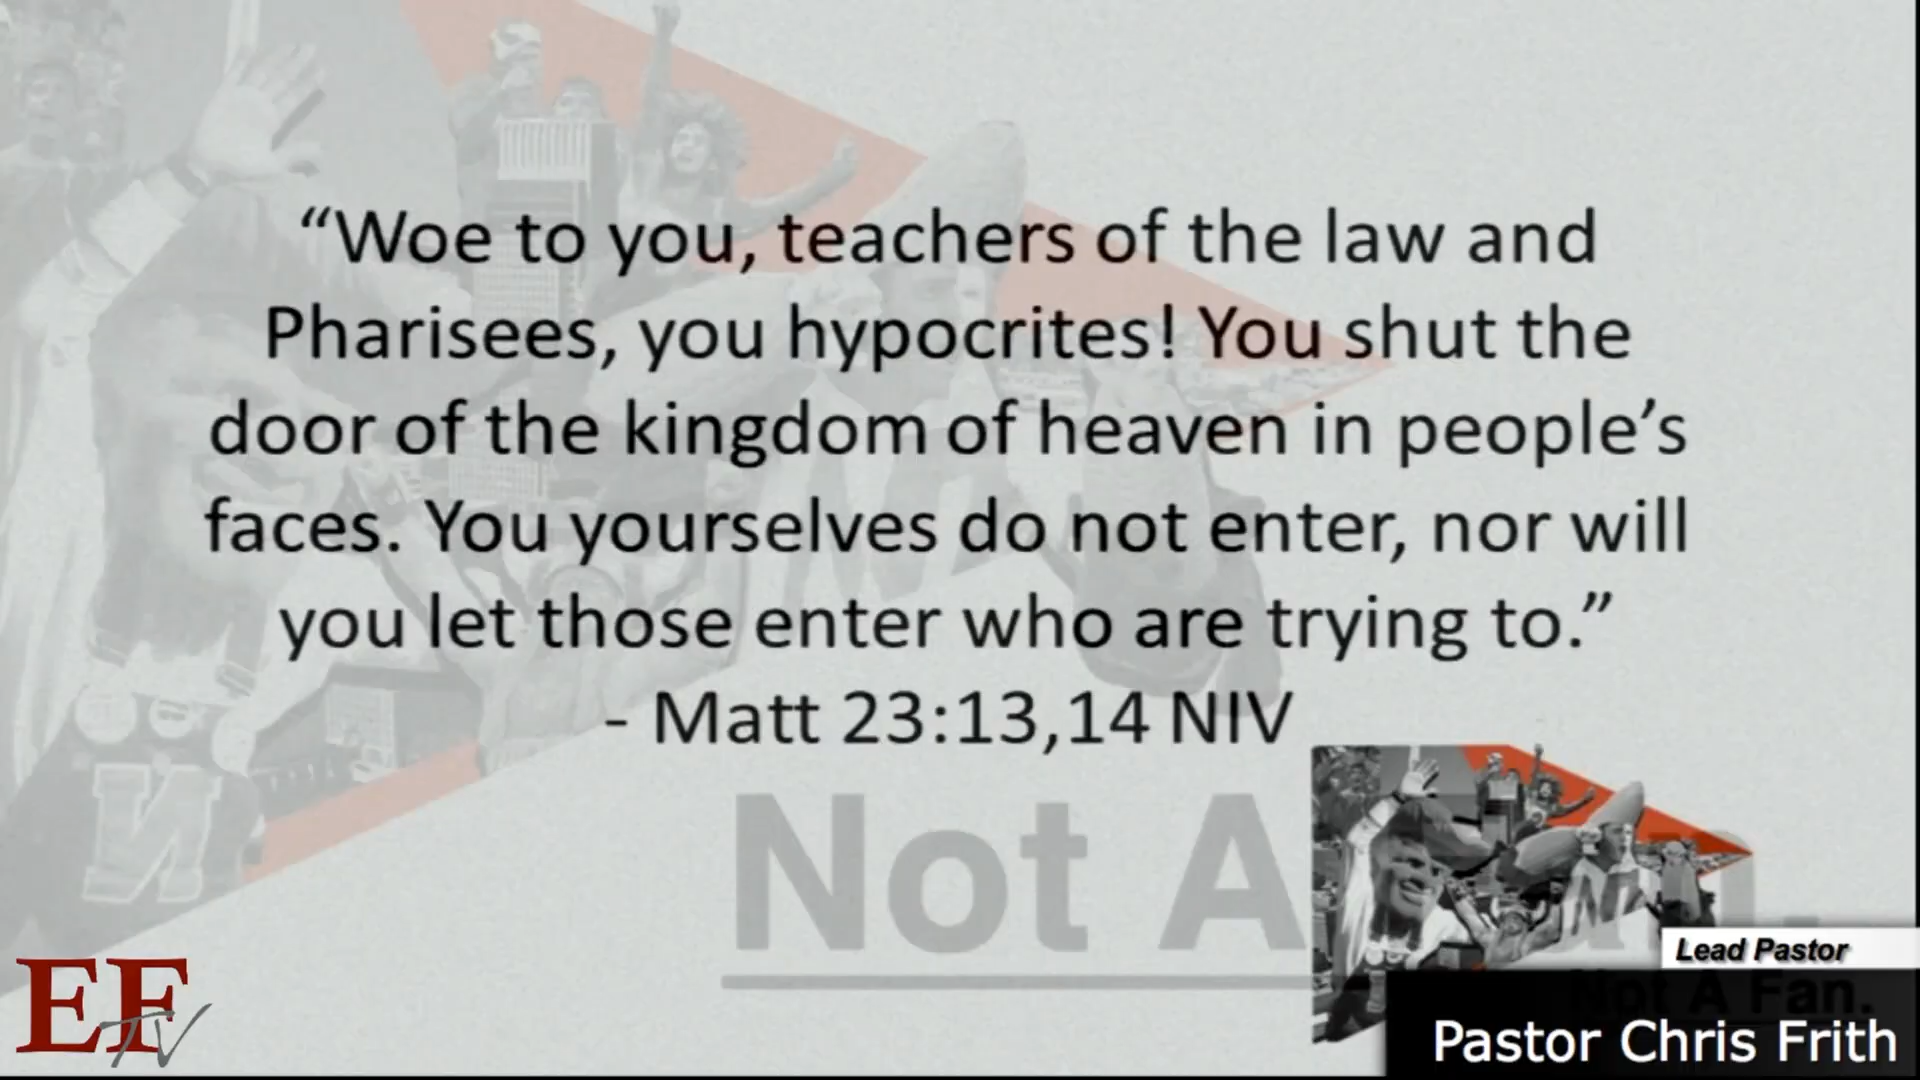 “Woe to you, teachers of the law and
Pharisees, you hypocrites! You shut the
door of the kingdom of heaven in people’s
faces. You yourselves do not enter, nor will
you let those enter who are trying to.”
- Matt 23:13,14 NIV
Not A
Lead Pastor
Not A Fan.
Pastor Chris Frith
EF
TV
N